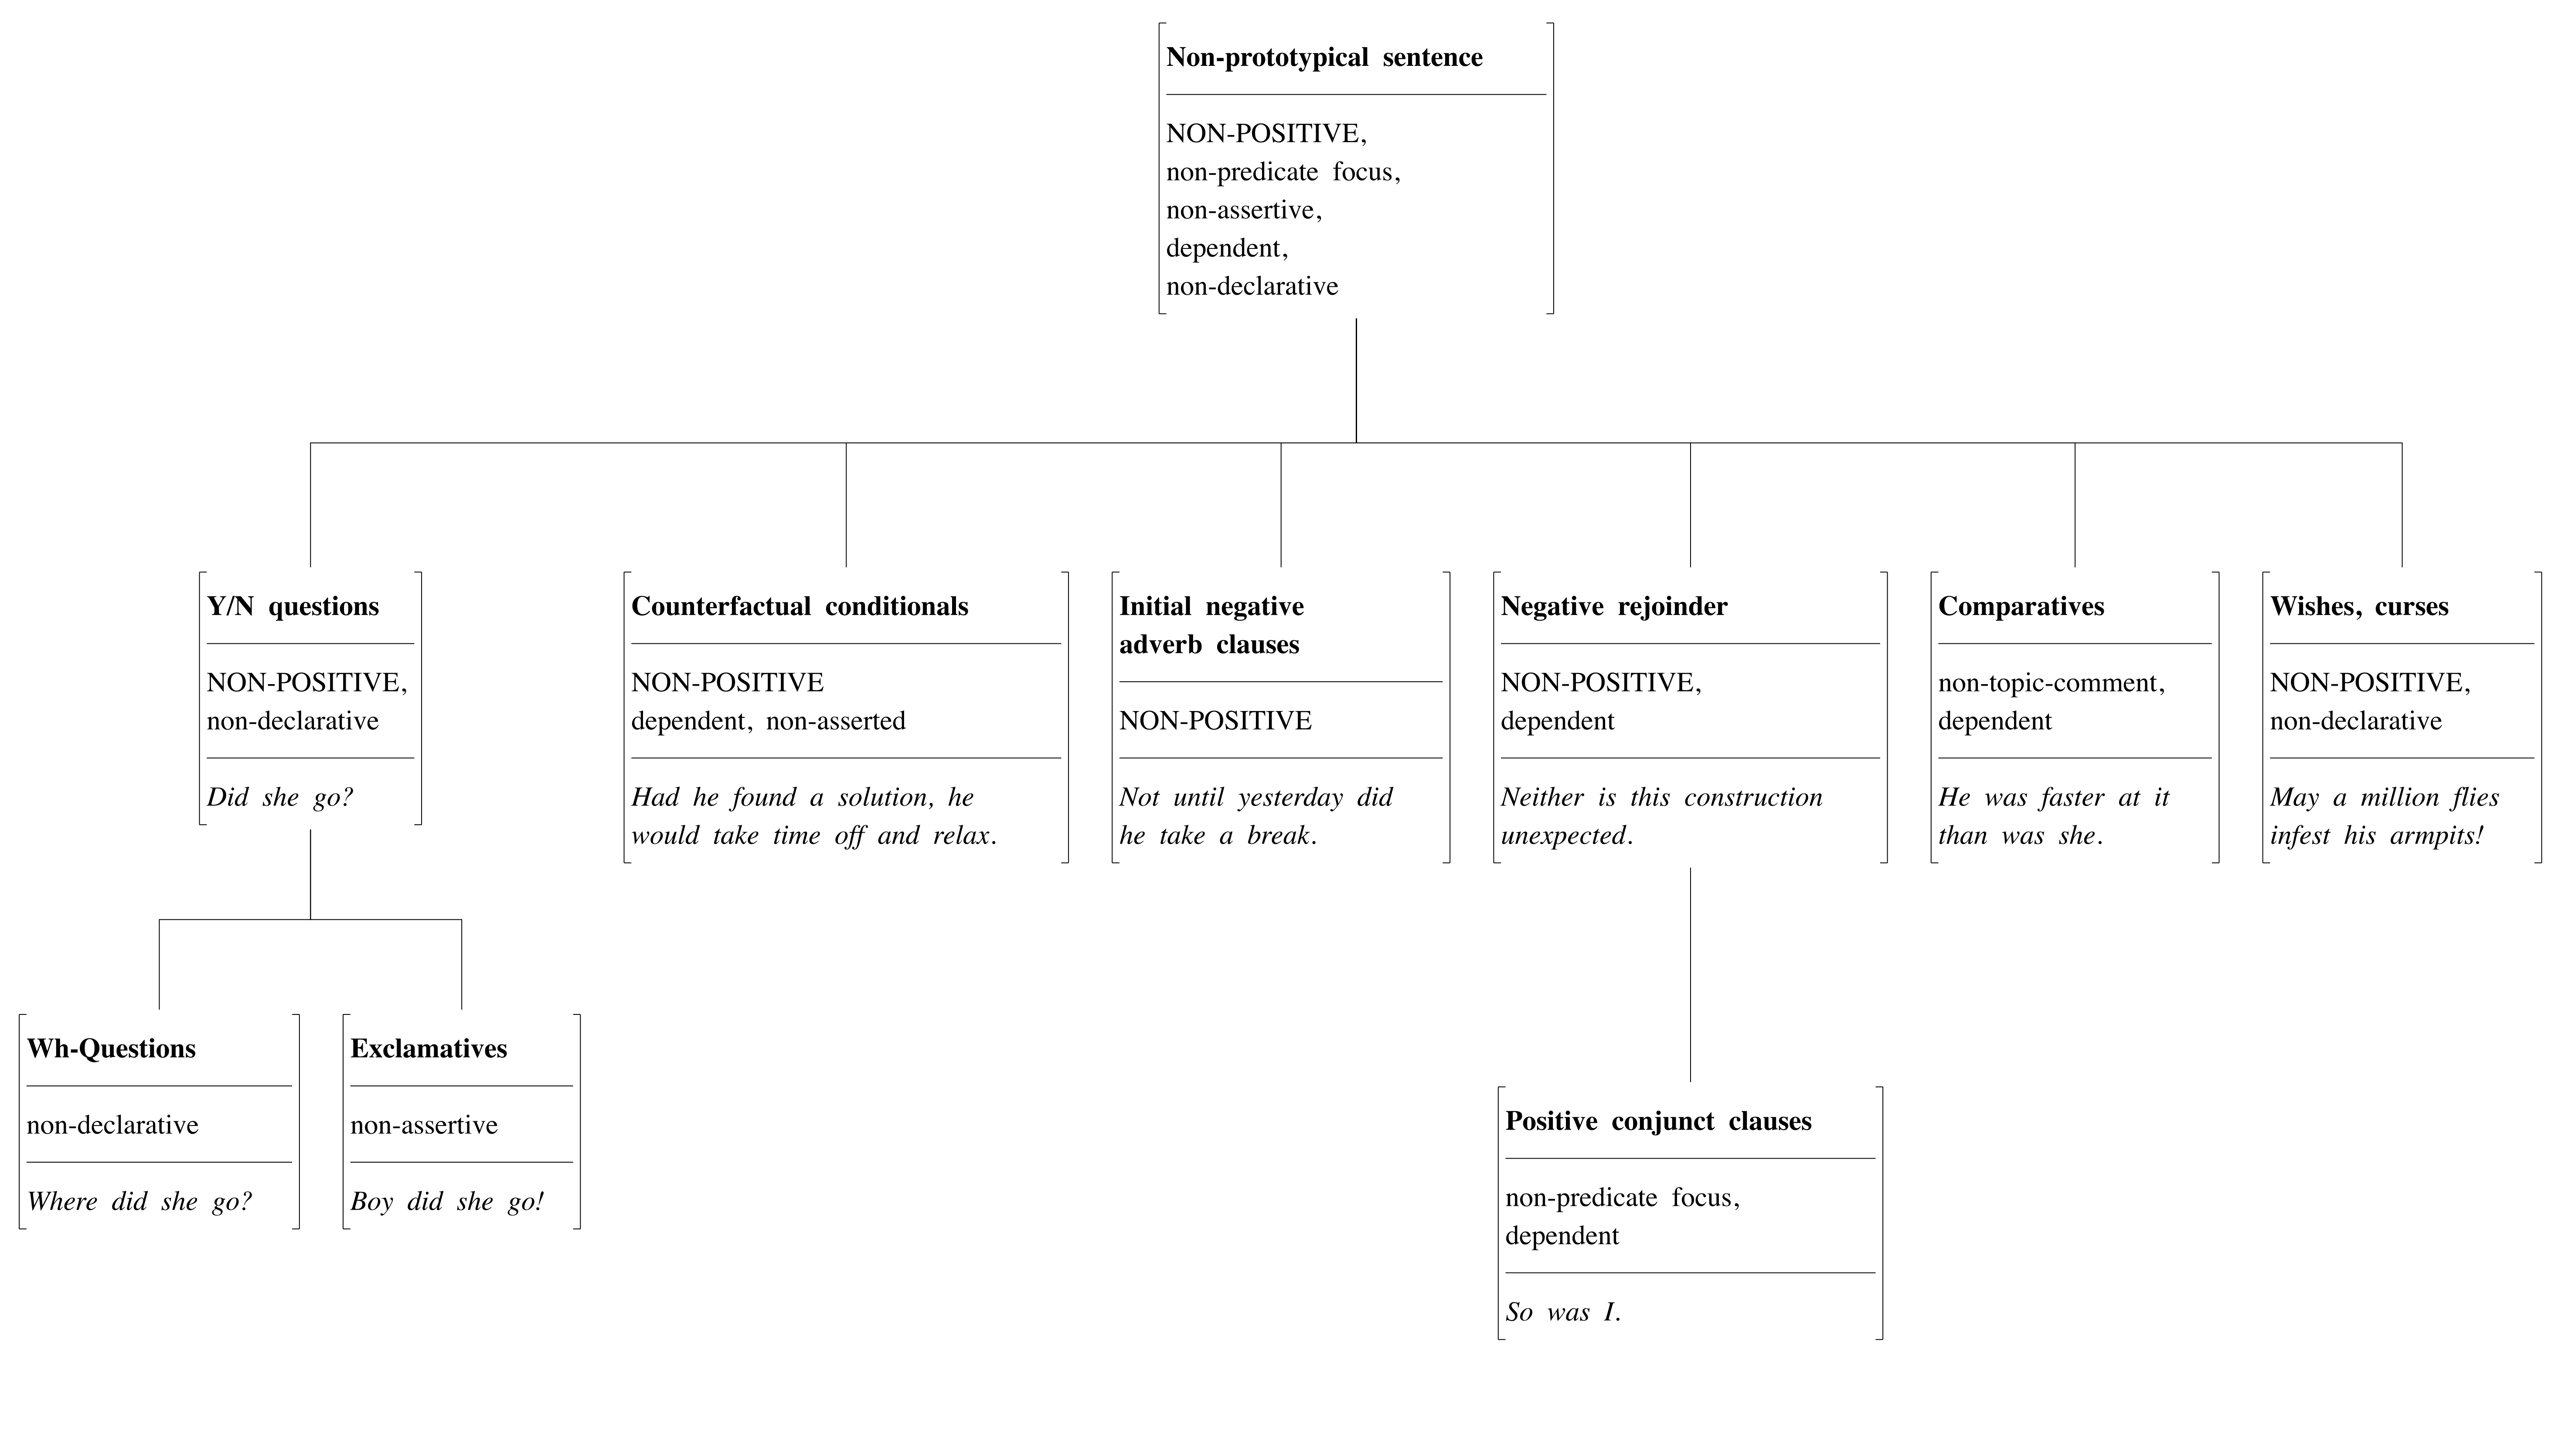 Non-prototypical sentence
NON-POSITIVE,
non-predicate focus,
non-assertive,
dependent,
non-declarative
Y/N questions
NON-POSITIVE,
non-declarative
Did she go?
Counterfactual conditionals
NON-POSITIVE
dependent, non-asserted
Had he found a solution, he
would take time off and relax.
Initial negative
adverb clauses
NON-POSITIVE
Not until yesterday did
he take a break.
Negative rejoinder
NON-POSITIVE,
dependent
Neither is this construction
unexpected.
Comparatives
non-topic-comment,
dependent
He was faster at it
than was she.
Wishes, curses
NON-POSITIVE,
non-declarative
May a million flies
infest his armpits!
Wh-Questions
non-declarative
Where did she go?
Exclamatives
non-assertive
Boy did she go!
Positive conjunct clauses
non-predicate focus,
dependent
So was I.